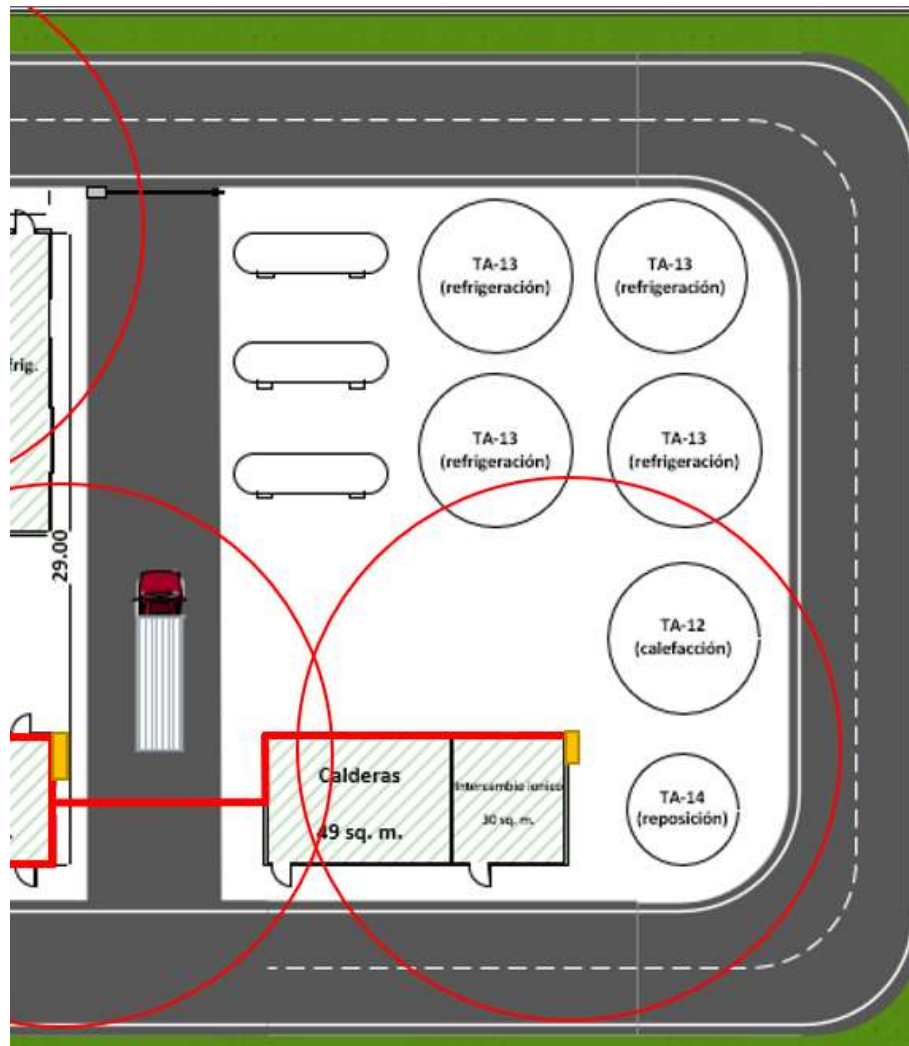 TA-13
(refrigeración)
TA-13
(refrigeración)
rig.
TA-13
(refrigeración)
TA-13
(refrigeración)
29.00
TA-12
(calefacción)
Calderas
49 sq. m.
Intercambio ionico
30 sq. m.
TA-14
(reposición)